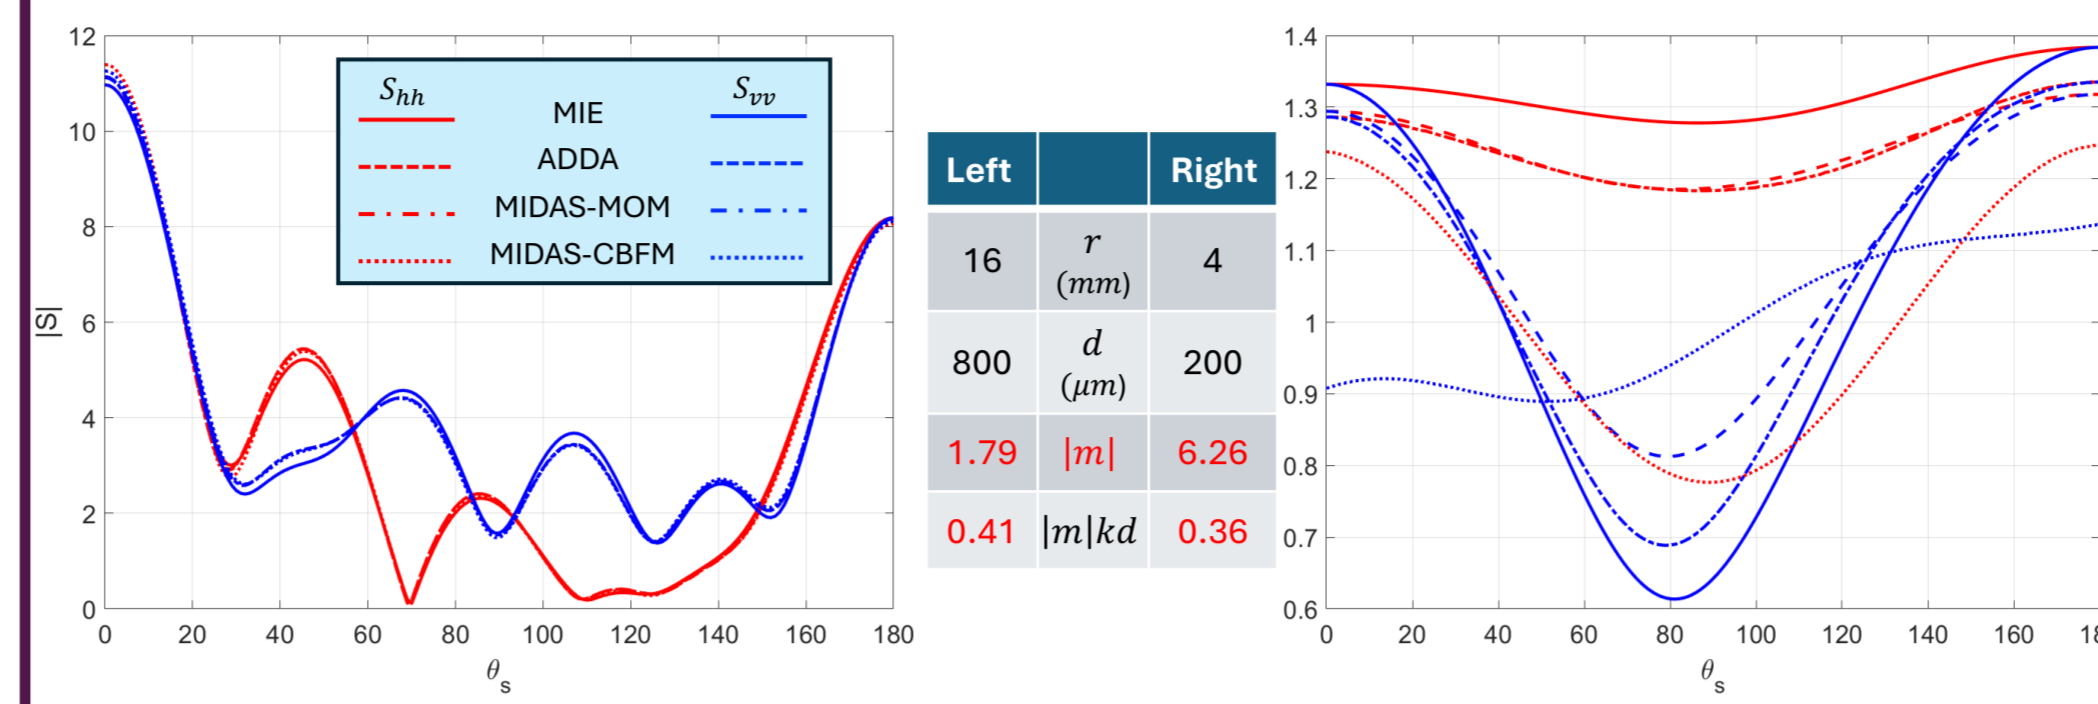 12
10
8
6
4
2
0
|S|
0 20 40 60 80 100 120 140 160 180
θs
Shh Svv
MIE
ADDA
MIDAS-MOM
MIDAS-CBFM
Left Right
16 r (mm) 4
800 d (μm) 200
1.79 |m| 6.26
0.41 |m|kd 0.36
1.4
1.3
1.2
1.1
1
0.9
0.8
0.7
0.6
0 20 40 60 80 100 120 140 160
θs